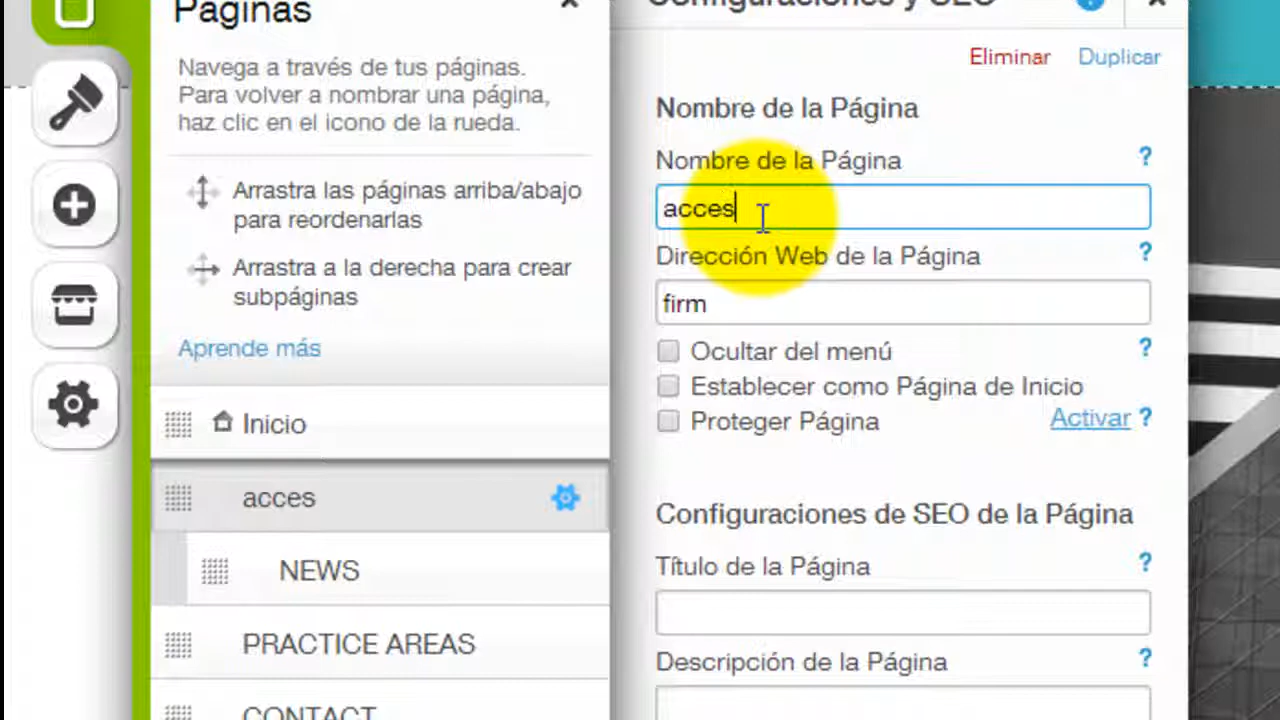 Páginas
Navega a través de tus páginas.
Para volver a nombrar una página,
haz clic en el icono de la rueda.
Arrastra las páginas arriba/abajo
para reordenarlas
Arrastra a la derecha para crear
subpáginas
Aprende más
Inicio
acces
NEWS
PRACTICE AREAS
CONTACT
Configuraciones y SEO
Eliminar Duplicar
Nombre de la Página
Nombre de la Página ?
acces
Dirección Web de la Página ?
firm
Ocultar del menú ?
Establecer como Página de Inicio
Proteger Página Activar ?
Configuraciones de SEO de la Página
Título de la Página ?
Descripción de la Página ?